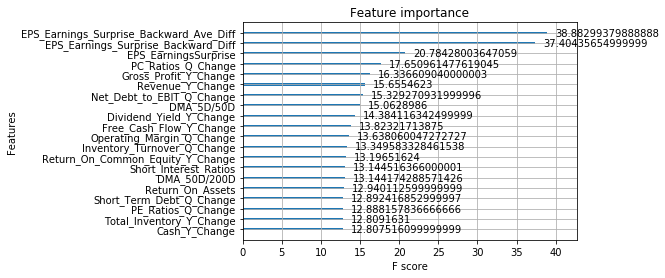 Feature importance
EPS_Earnings_Surprise_Backward_Ave_Diff 38.88299379888888
EPS_Earnings_Surprise_Backward_Diff 37.40435654999999
EPS_EarningsSurprise 20.78428003647059
PC_Ratios_Q_Change 17.650961477619045
Gross_Profit_Y_Change 16.336609040000003
Revenue_Y_Change 15.6554623
Net_Debt_to_EBIT_Q_Change 15.329270931999996
DMA_5D/50D 15.0628986
Dividend_Yield_Y_Change 14.384116342499999
Free_Cash_Flow_Y_Change 13.82321713875
Operating_Margin_Q_Change 13.638060047272727
Inventory_Turnover_Q_Change 13.349583328461538
Return_On_Common_Equity_Y_Change 13.19651624
Short_Interest_Ratios 13.144516366000001
DMA_50D/200D 13.144174288571426
Return_On_Assets 12.940112599999999
Short_Term_Debt_Q_Change 12.892416852999997
PE_Ratios_Q_Change 12.888157836666666
Total_Inventory_Y_Change 12.8091631
Cash_Y_Change 12.807516099999999
0 5 10 15 20 25 30 35 40
F score
Features